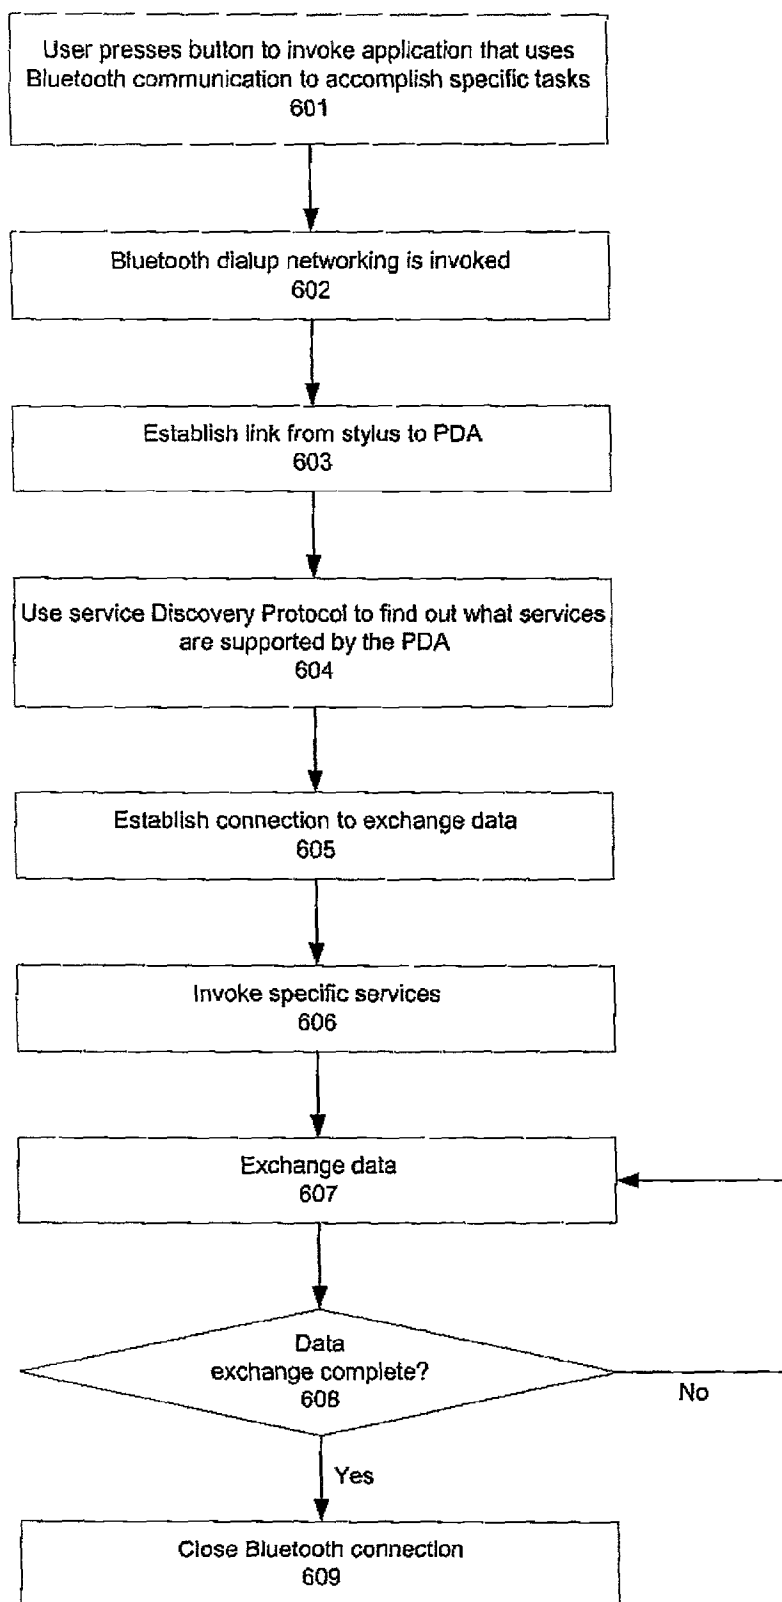 User presses button to invoke application that uses
Bluetooth communication to accomplish specific tasks
601
Bluetooth dialup networking is invoked
602
Establish link from stylus to PDA
603
Use service Discovery Protocol to find out what services
are supported by the PDA
604
Establish connection to exchange data
605
Invoke specific services
606
Exchange data
607
Data
exchange complete?
608
No
Yes
Close Bluetooth connection
609